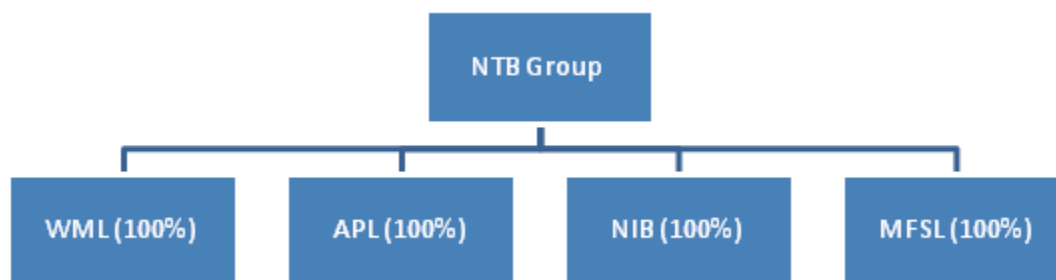 NTB Group
WML (100%)
APL (100%)
NIB (100%)
MFSL (100%)